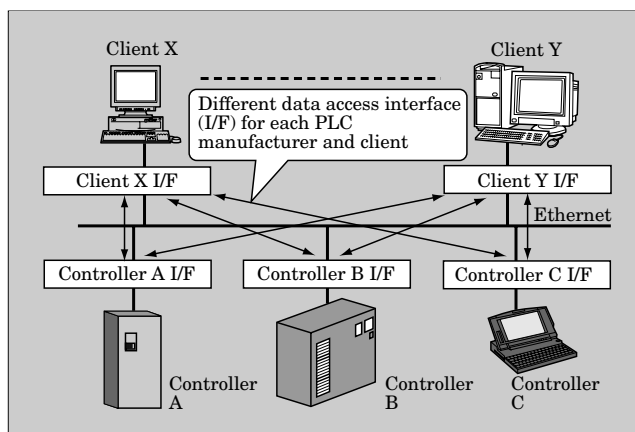 Client X
Client Y
Different data access interface
(I/F) for each PLC
manufacturer and client
Client X I/F
Client Y I/F
Ethernet
Controller A I/F
Controller B I/F
Controller C I/F
Controller
A
Controller
B
Controller
C